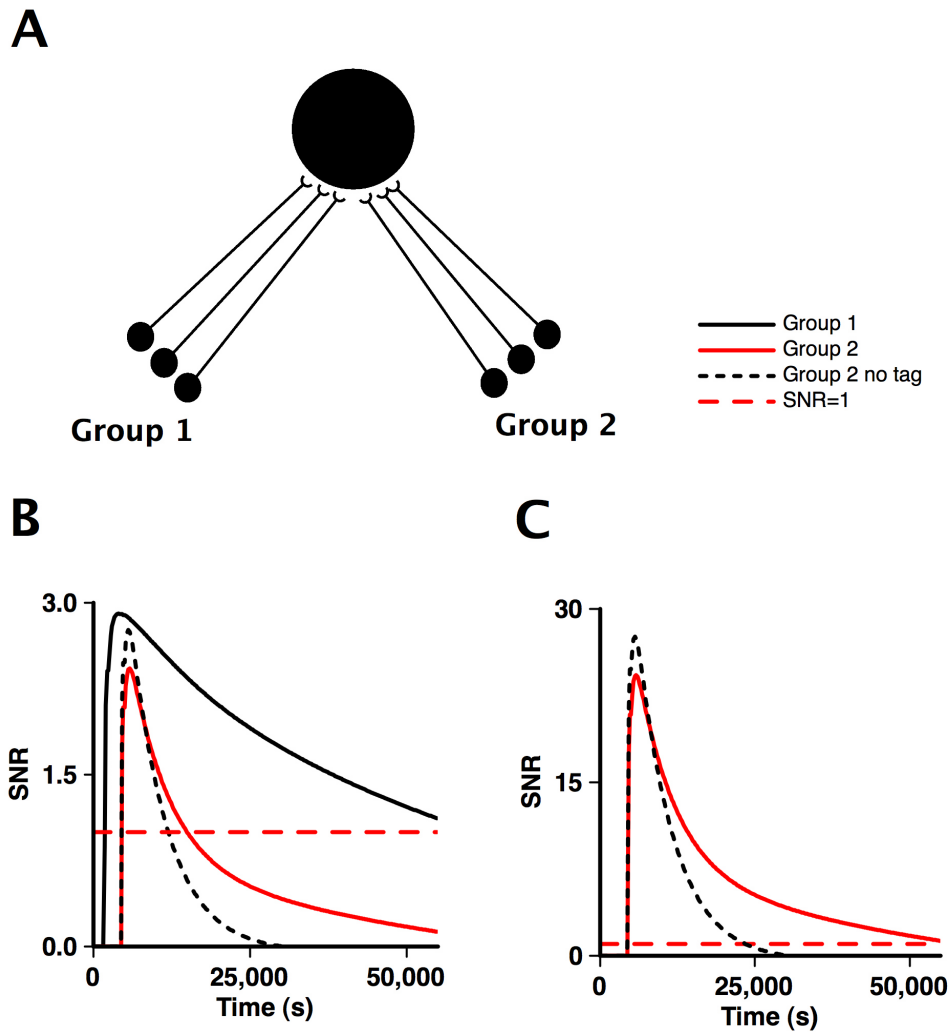 A
Group 1
Group 2
Group 1
Group 2
Group 2 no tag
SNR=1
B
SNR
3.0
1.5
0.0
0
25,000
50,000
Time (s)
C
SNR
30
15
0
0
25,000
50,000
Time (s)